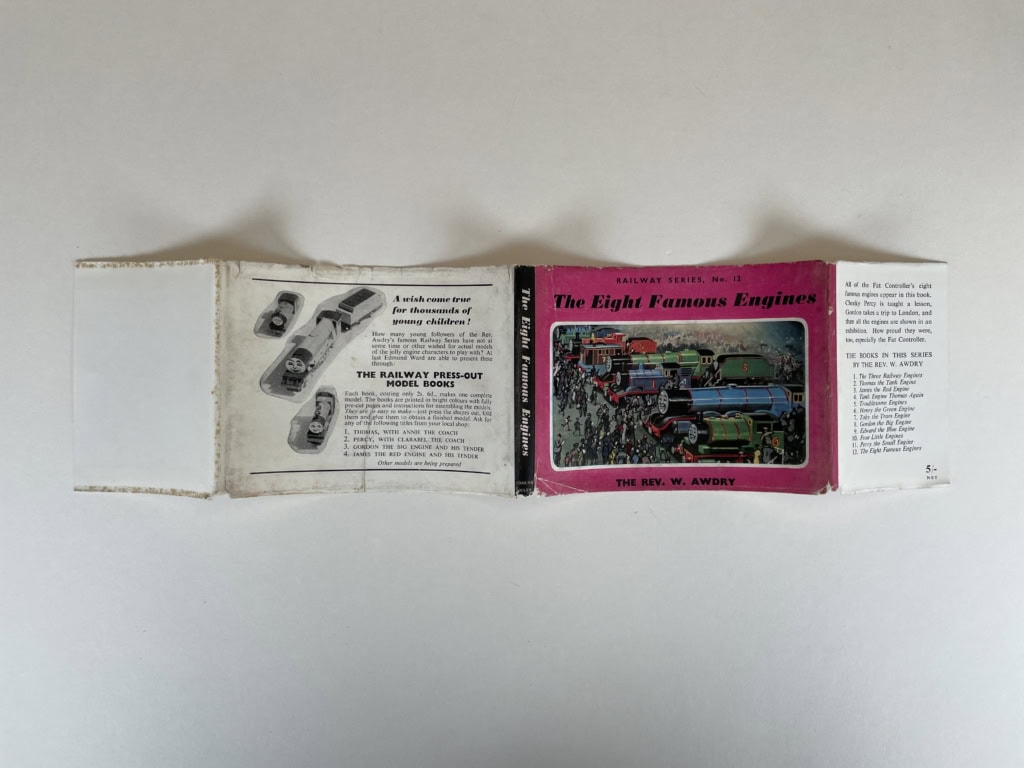 A wish come true
for thousands of
young children!
How many young followers of the Rev.
Awdry's famous Railway Series have not at
some time or other wished for actual models
of the jolly engine characters to play with? At
last Edmund Ward are able to present these
through:
THE RAILWAY PRESS-OUT
MODEL BOOKS
Each book, costing only 2s. 6d., makes one complete
model. The books are printed in bright colours with fully
pre-cut pages and instructions for assembling the models.
They are so easy to make—just press the shapes out, fold
them and glue them to obtain a finished model. Ask for
any of the following titles from your local shop:
1. THOMAS, WITH ANNIE THE COACH
2. PERCY, WITH CLARABEL THE COACH
3. GORDON THE BIG ENGINE AND HIS TENDER
4. JAMES THE RED ENGINE AND HIS TENDER
Other models are being prepared
The Eight Famous Engines
RAILWAY SERIES, No. 12
The Eight Famous Engines
THE REV. W. AWDRY
All of the Fat Controller's eight
famous engines appear in this book.
Cheeky Percy is taught a lesson,
Gordon takes a trip to London, and
then all the engines are shown in an
exhibition. How proud they were,
too, especially the Fat Controller.
THE BOOKS IN THIS SERIES
BY THE REV. W. AWDRY
1. The Three Railway Engines
2. Thomas the Tank Engine
3. James the Red Engine
4. Tank Engine Thomas Again
5. Troublesome Engines
6. Henry the Green Engine
7. Toby the Tram Engine
8. Gordon the Big Engine
9. Edward the Blue Engine
10. Four Little Engines
11. Percy the Small Engine
12. The Eight Famous Engines
5/-
NET